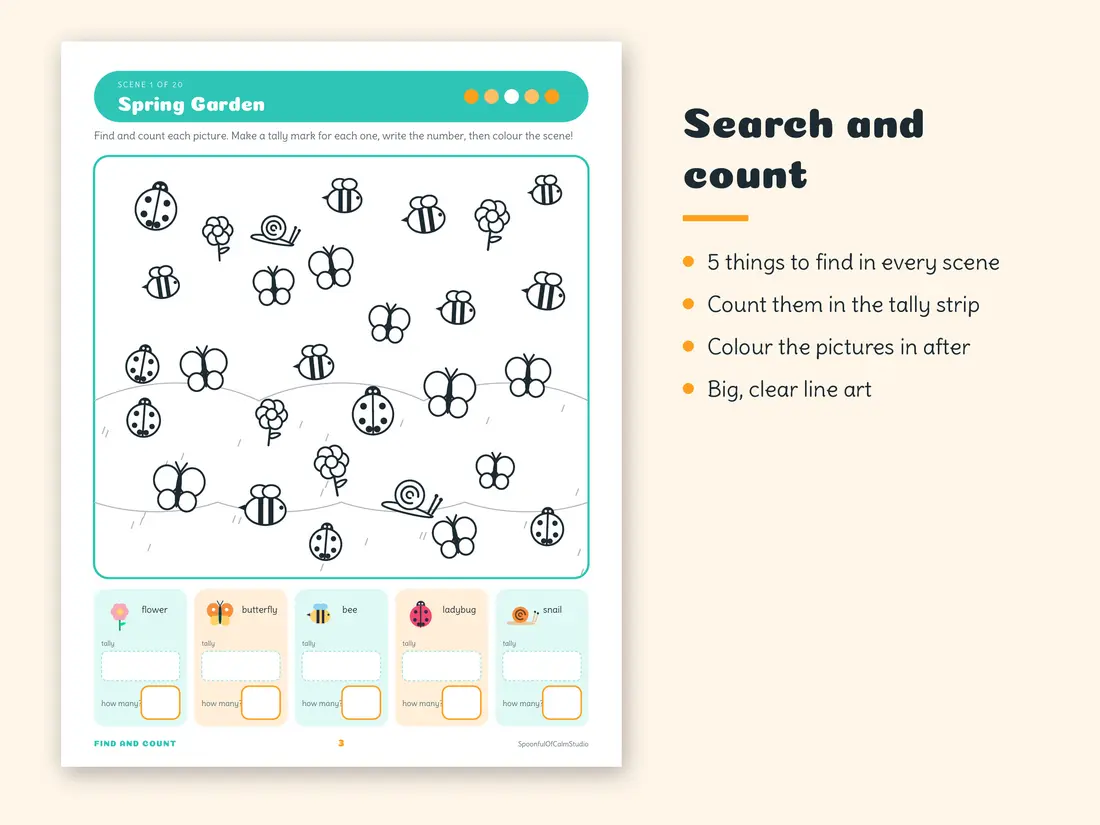 SCENE 1 OF 20
Spring Garden
Find and count each picture. Make a tally mark for each one, write the number, then colour the scene!
flower
butterfly
bee
ladybug
snail
tally
tally
tally
tally
tally
how many?
how many?
how many?
how many?
how many?
FIND AND COUNT
3
SpoonfulOfCalmStudio
Search and
count
5 things to find in every scene
Count them in the tally strip
Colour the pictures in after
Big, clear line art